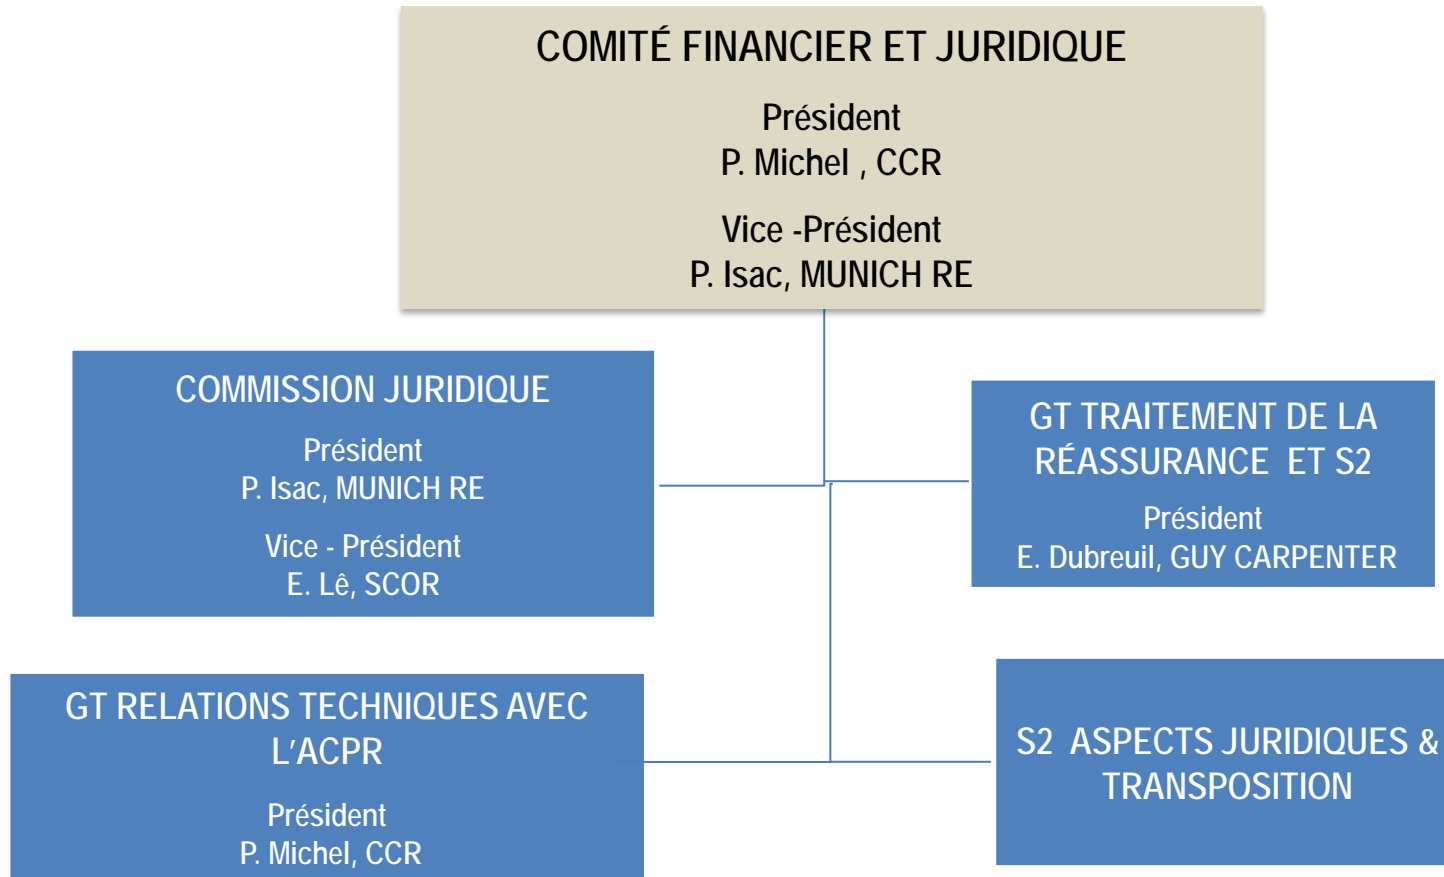 COMITÉ FINANCIER ET JURIDIQUE
Président
P. Michel , CCR
Vice -Président
P. Isac, MUNICH RE
COMMISSION JURIDIQUE
Président
P. Isac, MUNICH RE
Vice - Président
E. Lê, SCOR
GT TRAITEMENT DE LA
RÉASSURANCE ET S2
Président
E. Dubreuil, GUY CARPENTER
GT RELATIONS TECHNIQUES AVEC
L'ACPR
Président
P. Michel, CCR
S2 ASPECTS JURIDIQUES &
TRANSPOSITION